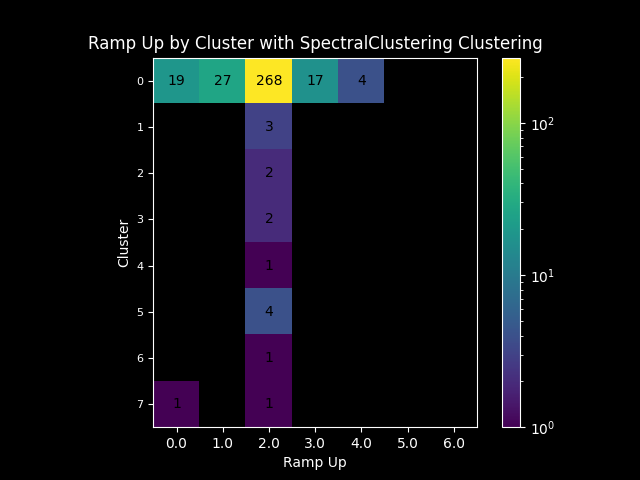 Ramp Up by Cluster with SpectralClustering Clustering
0 19 27 268 17 4
10²
1 3
2 2
3 2
Cluster
4 1
10¹
5 4
6 1
7 1 1
10⁰
0.0 1.0 2.0 3.0 4.0 5.0 6.0
Ramp Up